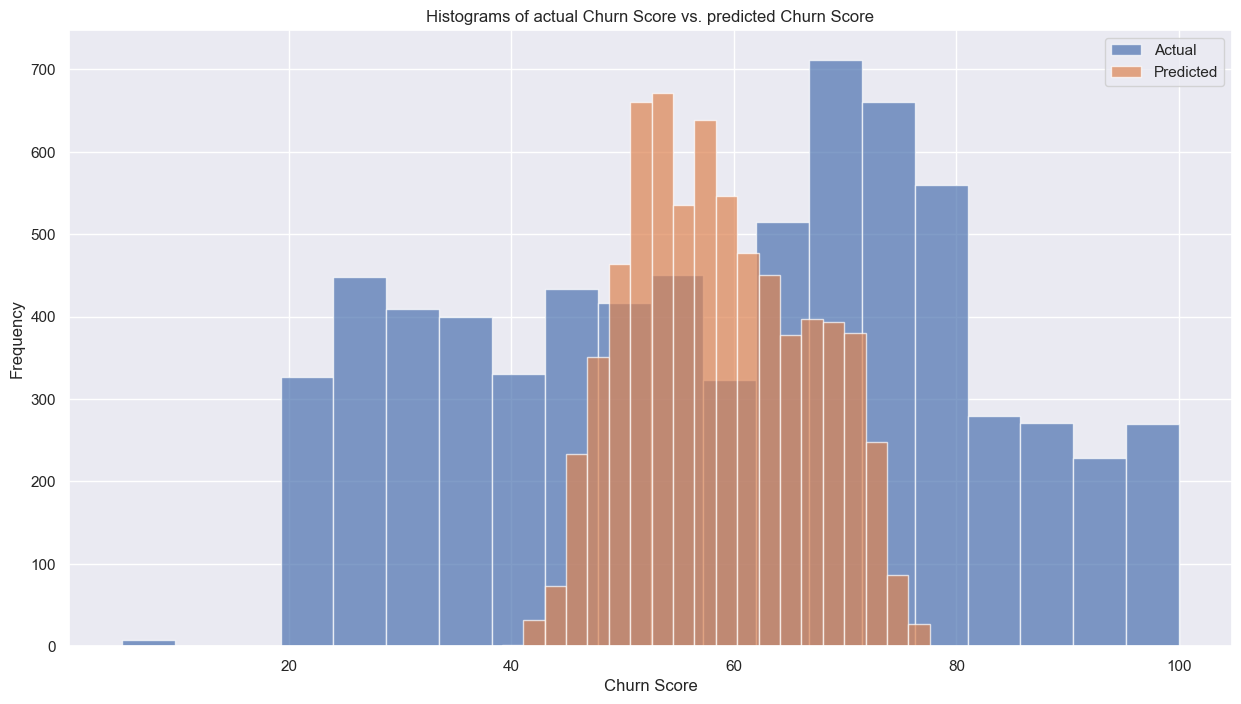 Histograms of actual Churn Score vs. predicted Churn Score
Actual
Predicted
700
600
500
400
300
200
100
0
Frequency
20 40 60 80 100
Churn Score